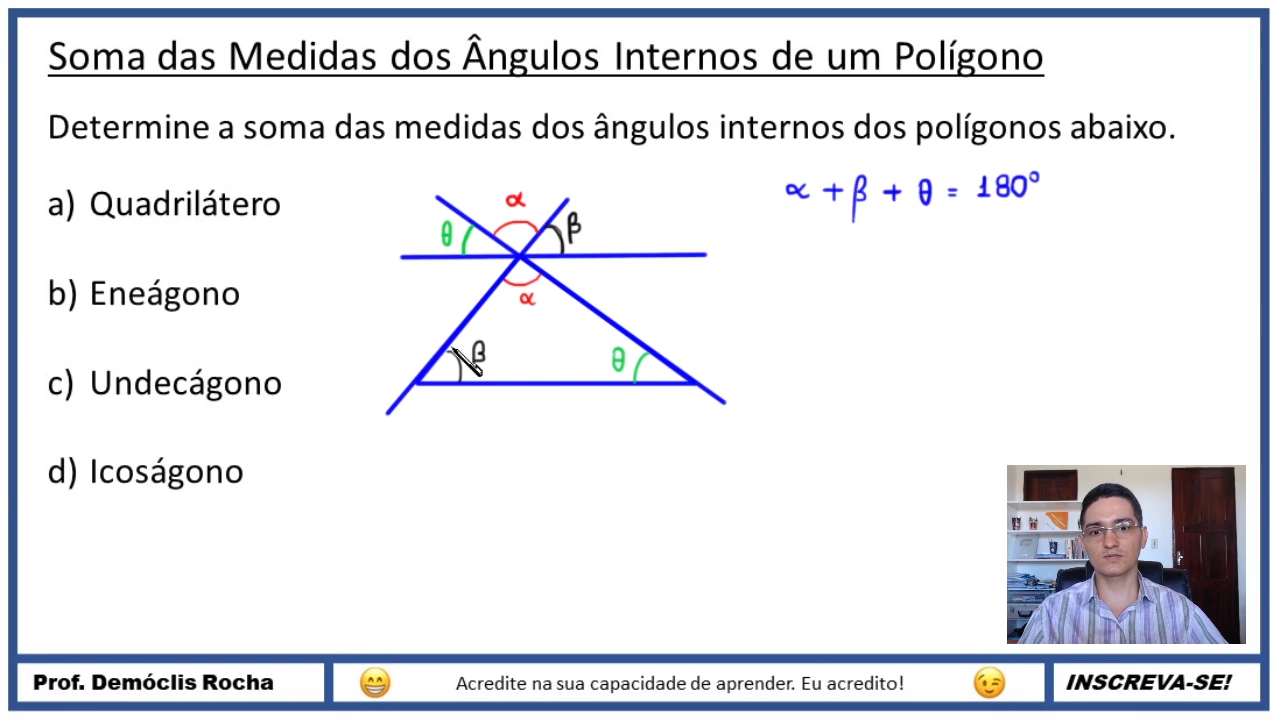 Soma das Medidas dos Ângulos Internos de um Polígono
Determine a soma das medidas dos ângulos internos dos polígonos abaixo.
a) Quadrilátero
α + β + θ = 180°
α
θ
β
b) Eneágono
α
β
θ
c) Undecágono
d) Icoságono
Prof. Demóclis Rocha
Acredite na sua capacidade de aprender. Eu acredito!
INSCREVA-SE!